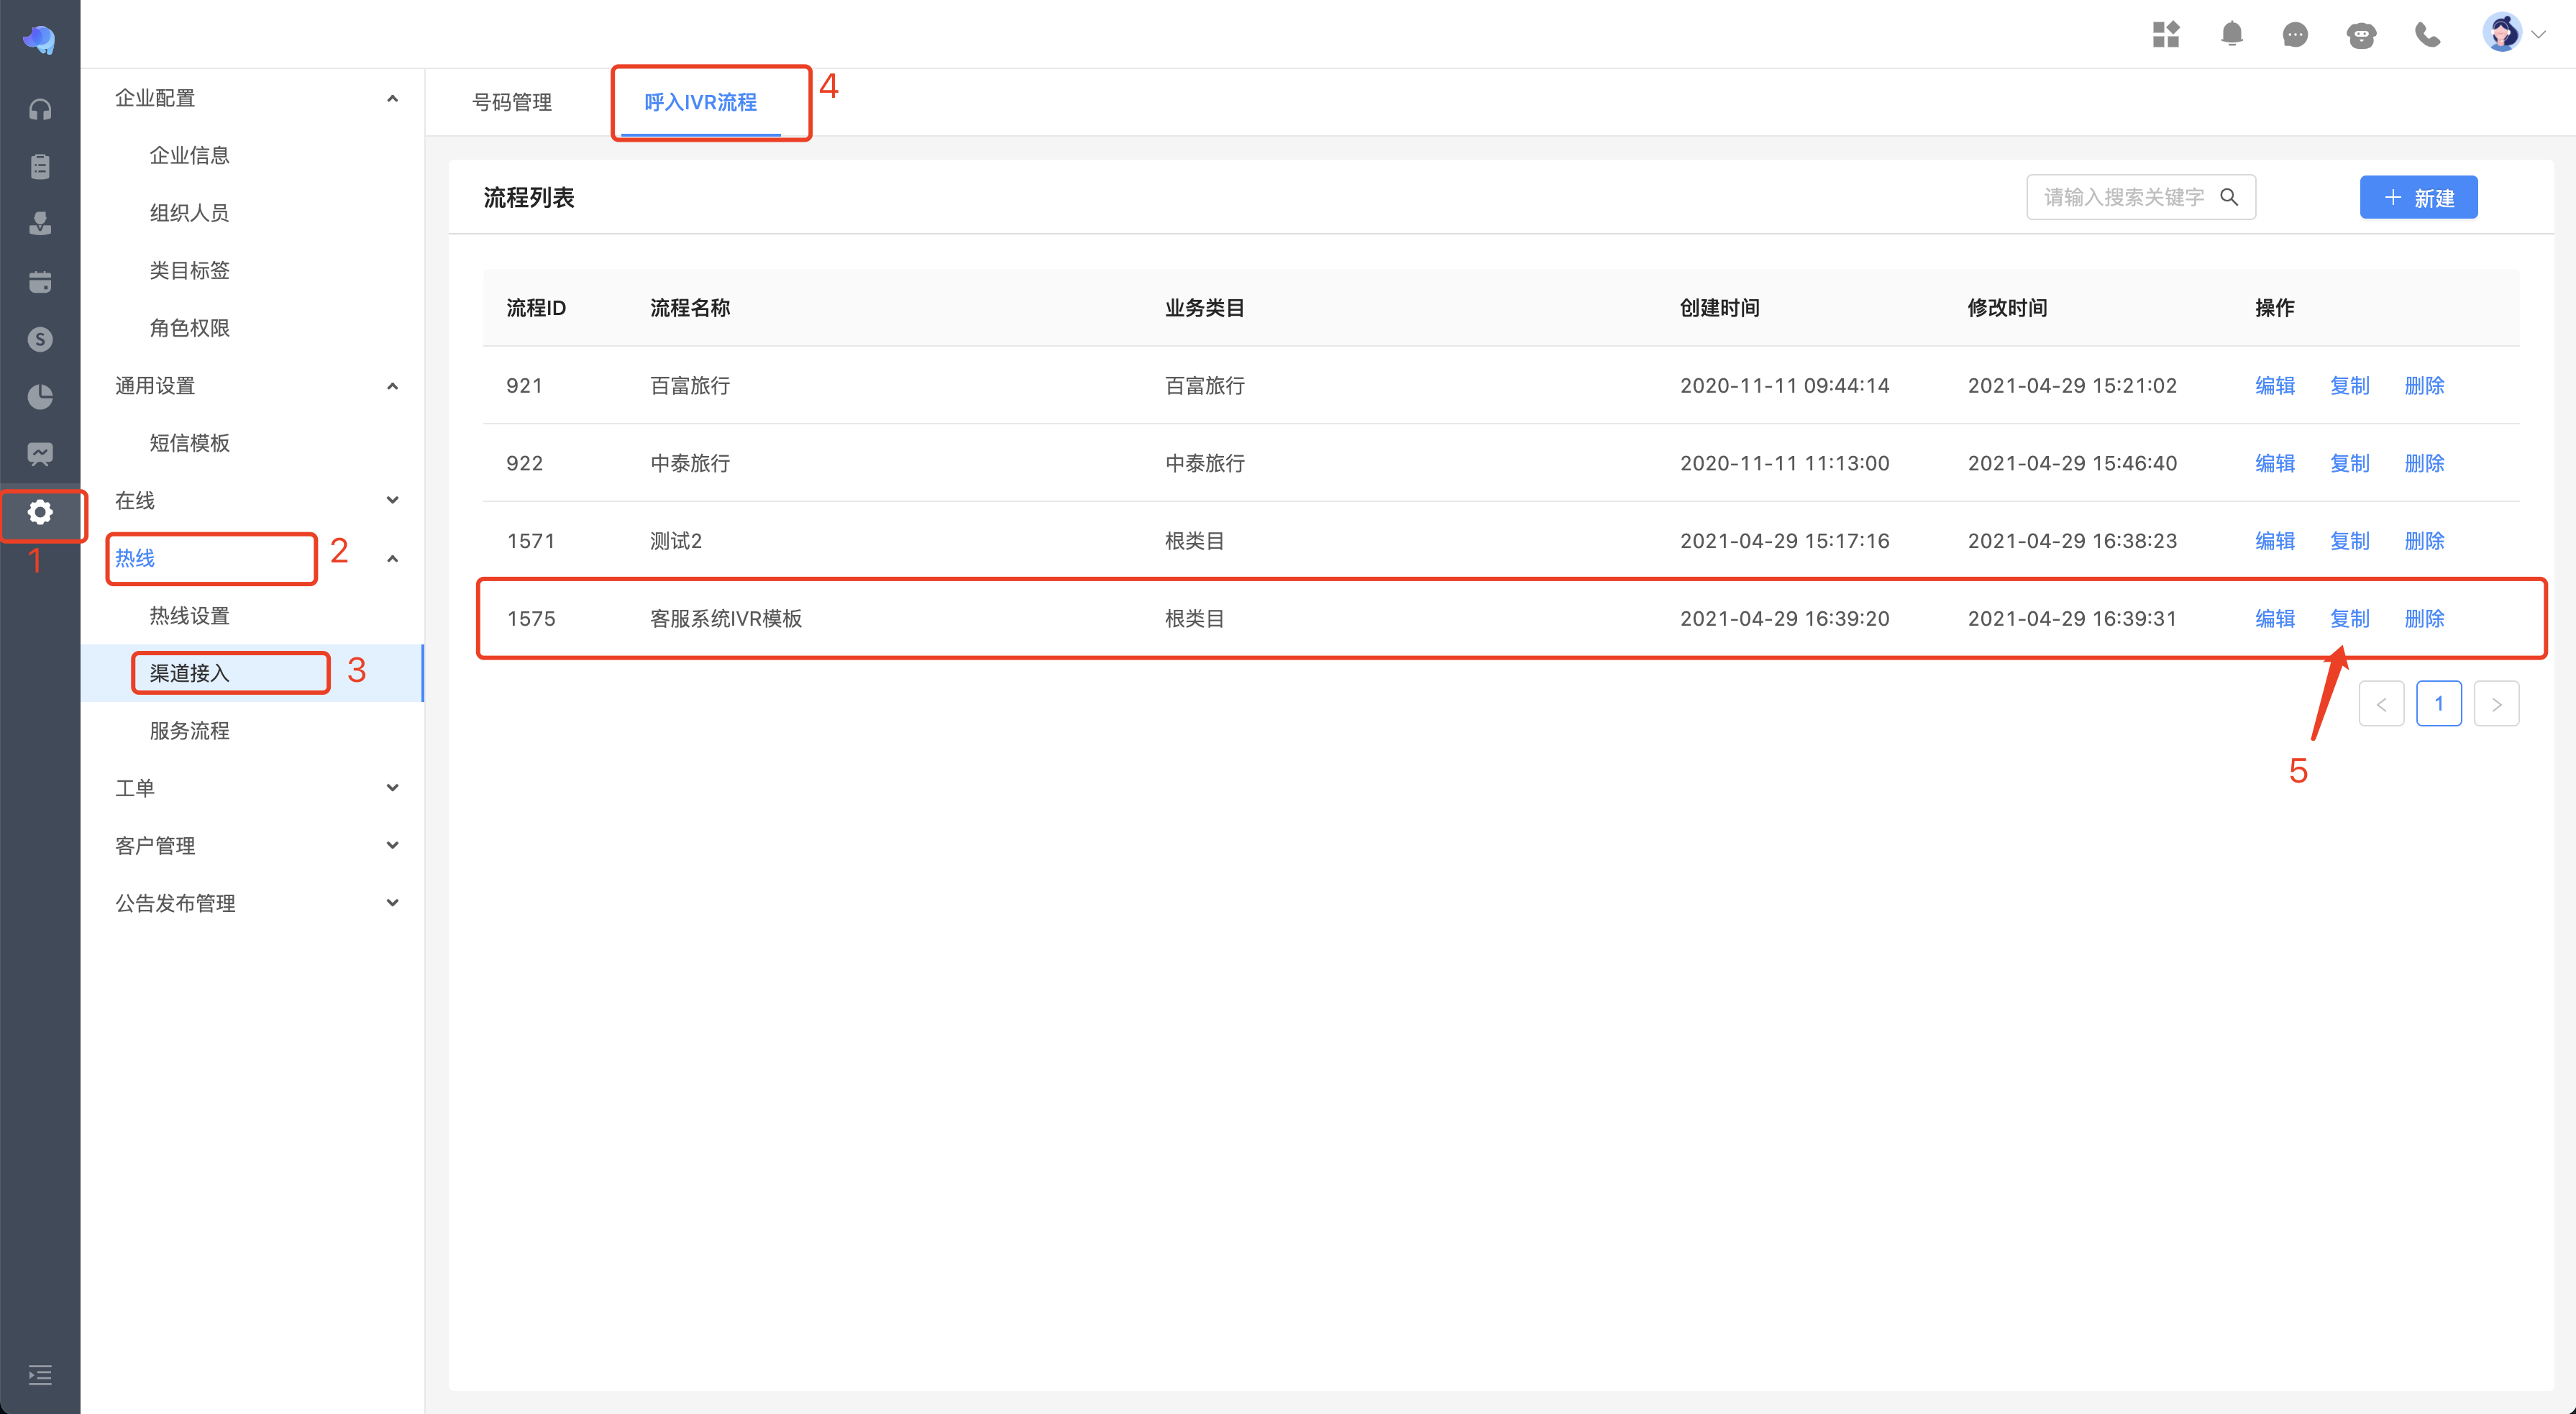 企业配置
企业信息
组织人员
类目标签
角色权限
通用设置
短信模板
在线
1
热线
2
热线设置
渠道接入
3
服务流程
工单
客户管理
公告发布管理
号码管理
呼入IVR流程
4
流程列表
请输入搜索关键字
新建
流程ID 流程名称 业务类目 创建时间 修改时间 操作
921 百富旅行 百富旅行 2020-11-11 09:44:14 2021-04-29 15:21:02 编辑 复制 删除
922 中泰旅行 中泰旅行 2020-11-11 11:13:00 2021-04-29 15:46:40 编辑 复制 删除
1571 测试2 根类目 2021-04-29 15:17:16 2021-04-29 16:38:23 编辑 复制 删除
1575 客服系统IVR模板 根类目 2021-04-29 16:39:20 2021-04-29 16:39:31 编辑 复制 删除
< 1 >
5